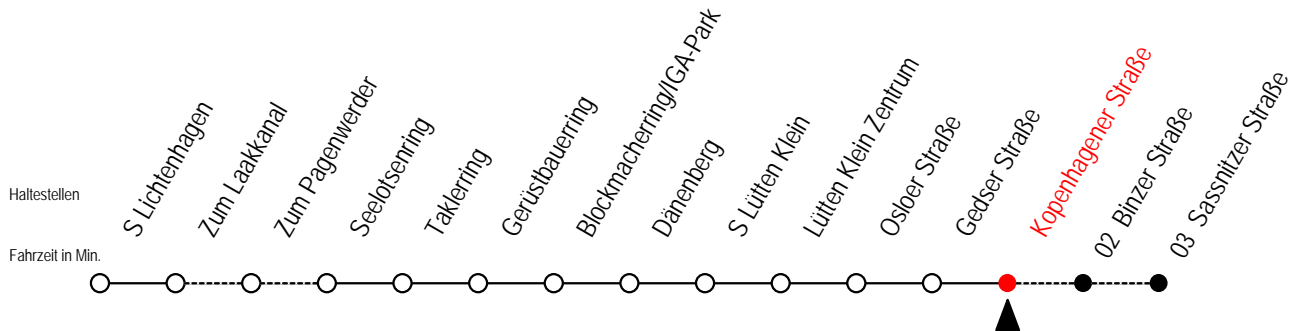 Haltestellen
Fahrzeit in Min.
S Lichtenhagen
Zum Laakkanal
Zum Pagenwerder
Seelotsenring
Taklerring
Gerüstbauerring
Blockmacherring/IGA-Park
Dänenberg
S Lütten Klein
Lütten Klein Zentrum
Osloer Straße
Gedser Straße
Kopenhagener Straße
02 Binzer Straße
03 Sassnitzer Straße